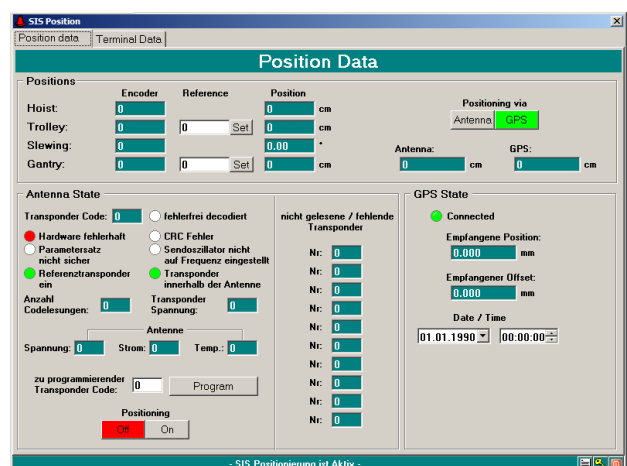 SIS Position
Position data Terminal Data
Position Data
Positions
Encoder Reference Position
Hoist: 0 0 cm
Trolley: 0 0 Set 0 cm
Slewing: 0 0.00 °
Gantry: 0 0 Set 0 cm
Positioning via
Antenna GPS
Antenna: GPS:
0 cm 0 cm
Antenna State
Transponder Code: 0 fehlerfrei decodiert
Hardware fehlerhaft CRC Fehler
Parametersatz nicht sicher
Sendoszillator nicht auf Frequenz eingestellt
Referenztransponder ein
Transponder innerhalb der Antenne
Anzahl Codelesungen: 0
Transponder Spannung: 0
Antenne
Spannung: 0 Strom: 0 Temp.: 0
zu programmierender Transponder Code: 0 Program
Positioning
Off On
nicht gelesene / fehlende
Transponder
Nr: 0
Nr: 0
Nr: 0
Nr: 0
Nr: 0
Nr: 0
Nr: 0
Nr: 0
Nr: 0
Nr: 0
GPS State
Connected
Empfangene Position:
0.000 mm
Empfangener Offset:
0.000 mm
Date / Time
01.01.1990 00:00:00
- SIS Positionierung ist Aktiv -